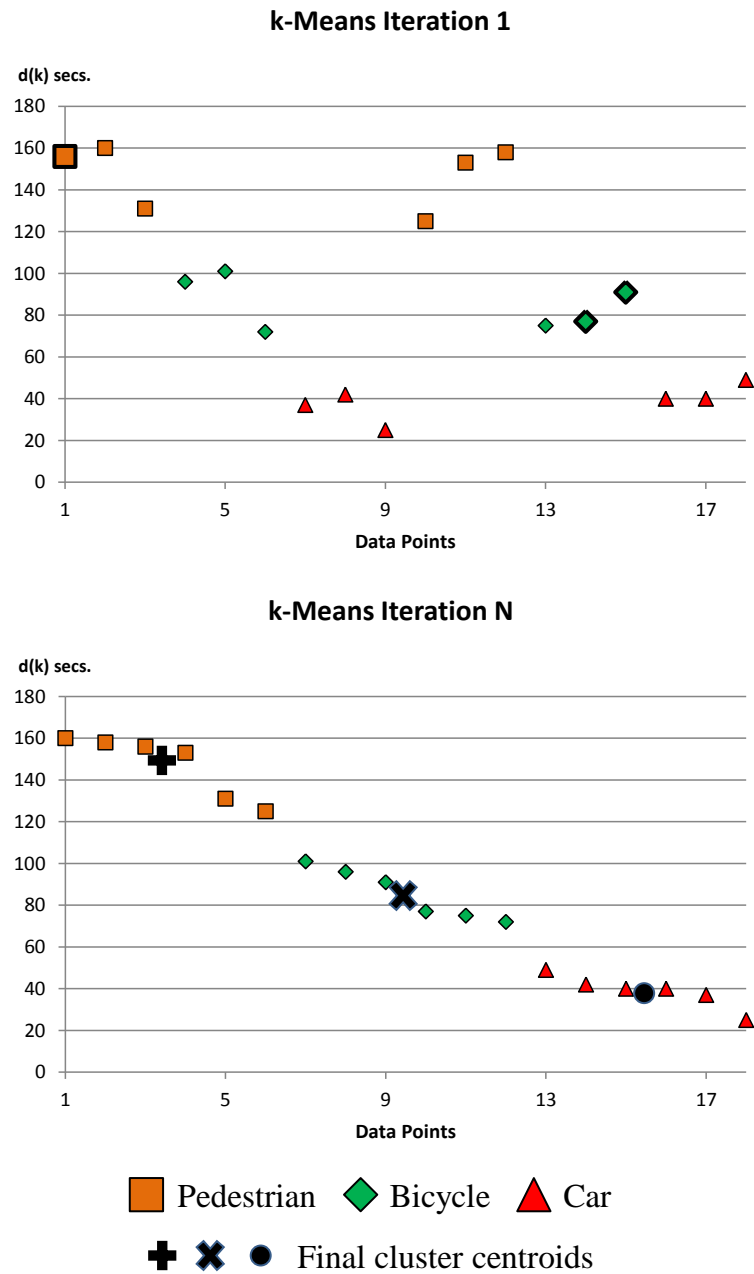 k-Means Iteration 1
d(k) secs.
180
160
140
120
100
80
60
40
20
0
1 5 9 13 17
Data Points
k-Means Iteration N
d(k) secs.
180
160
140
120
100
80
60
40
20
0
1 5 9 13 17
Data Points
Pedestrian Bicycle Car
Final cluster centroids